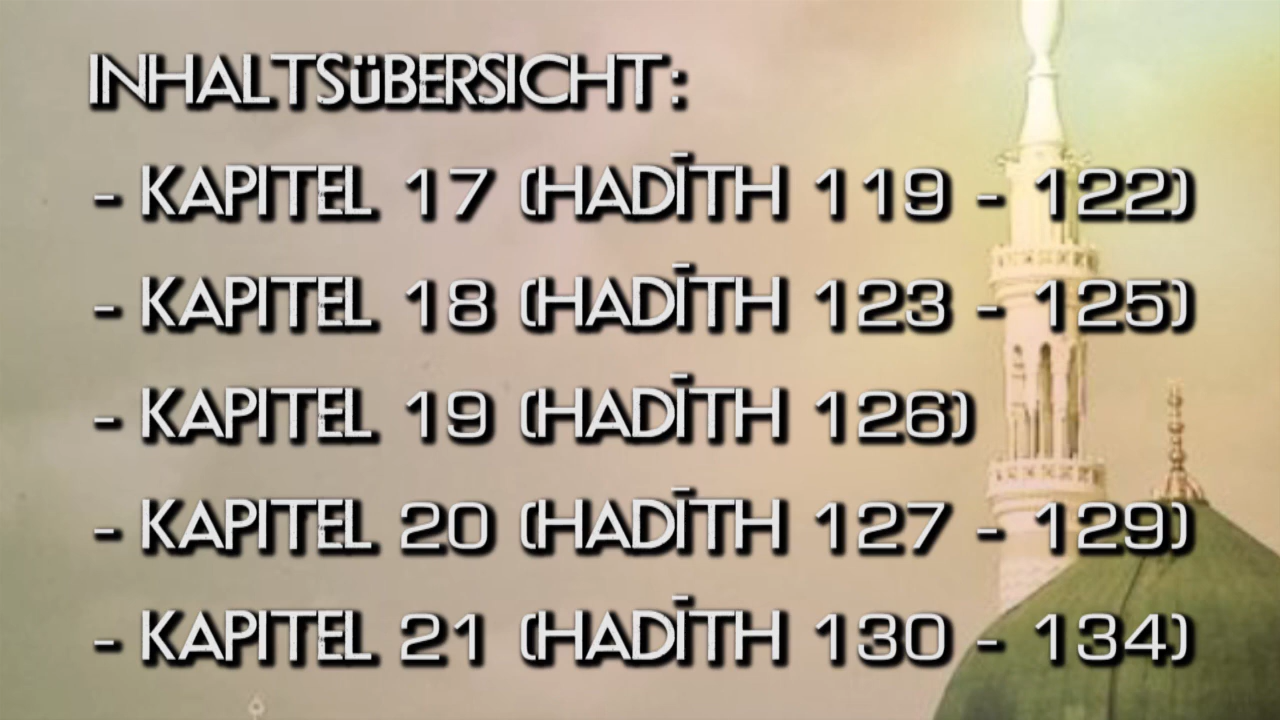 INHALTSüBERSICHT:
- KAPITEL 17 (HADĪTH 119 - 122)
- KAPITEL 18 (HADĪTH 123 - 125)
- KAPITEL 19 (HADĪTH 126)
- KAPITEL 20 (HADĪTH 127 - 129)
- KAPITEL 21 (HADĪTH 130 - 134)